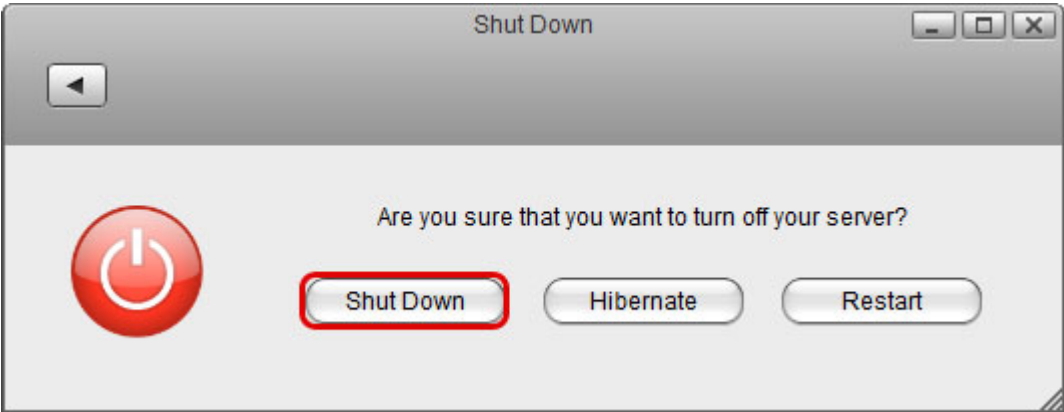 Shut Down
Are you sure that you want to turn off your server?
Shut Down Hibernate Restart